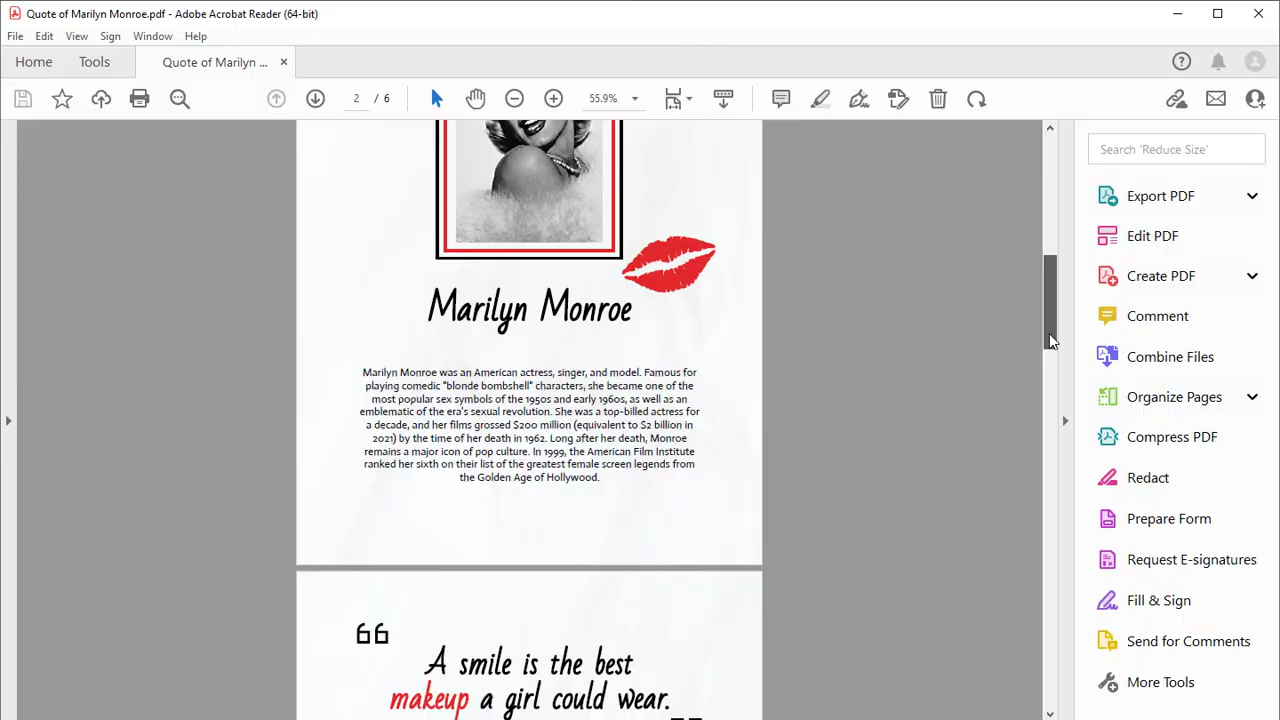 Quote of Marilyn Monroe.pdf - Adobe Acrobat Reader (64-bit)
File Edit View Sign Window Help
Home Tools Quote of Marilyn ... ×
2 / 6 55.9%
Search 'Reduce Size'
Export PDF
Edit PDF
Create PDF
Comment
Combine Files
Organize Pages
Compress PDF
Redact
Prepare Form
Request E-signatures
Fill & Sign
Send for Comments
More Tools
Marilyn Monroe
Marilyn Monroe was an American actress, singer, and model. Famous for
playing comedic "blonde bombshell" characters, she became one of the
most popular sex symbols of the 1950s and early 1960s, as well as an
emblematic of the era's sexual revolution. She was a top-billed actress for
a decade, and her films grossed $200 million (equivalent to $2 billion in
2021) by the time of her death in 1962. Long after her death, Monroe
remains a major icon of pop culture. In 1999, the American Film Institute
ranked her sixth on their list of the greatest female screen legends from
the Golden Age of Hollywood.
“
A smile is the best
makeup a girl could wear.